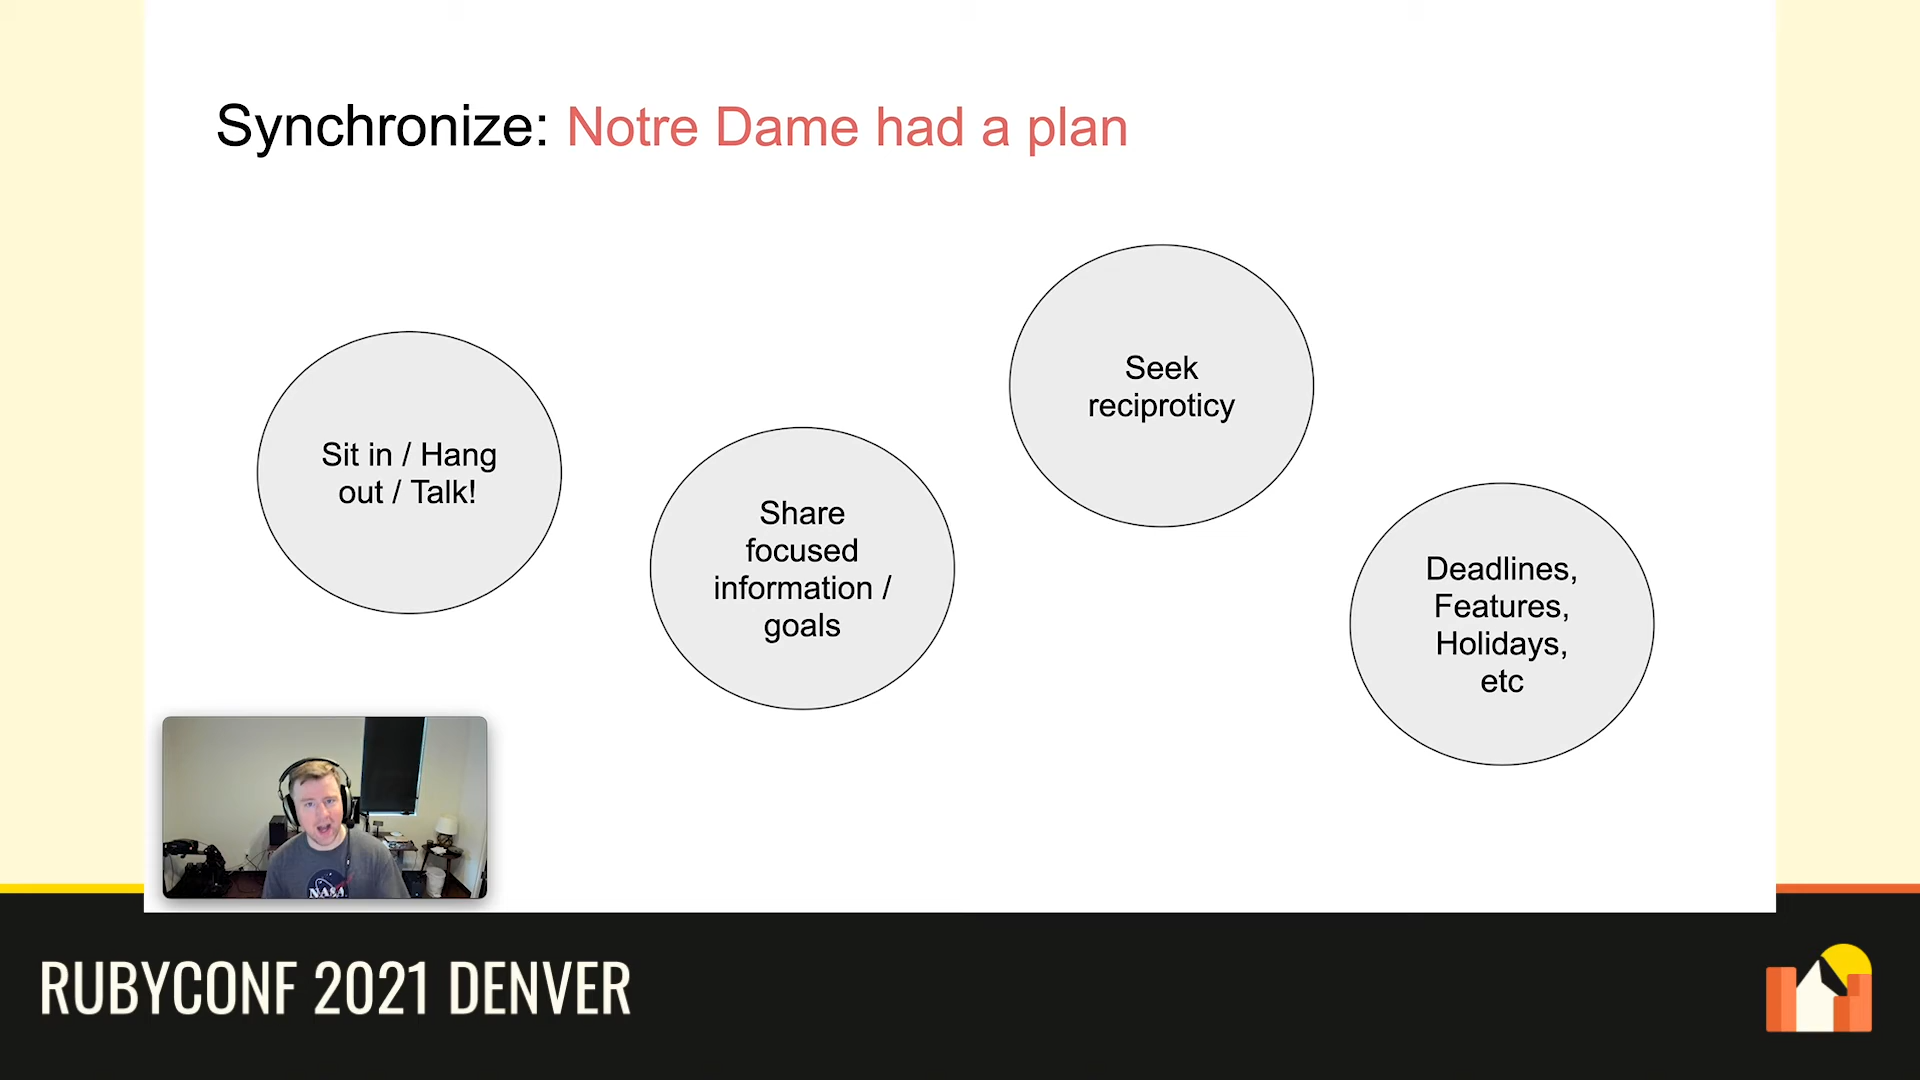 Synchronize: Notre Dame had a plan
Sit in / Hang
out / Talk!
Share
focused
information /
goals
Seek
reciproticy
Deadlines,
Features,
Holidays,
etc
NASA
RUBYCONF 2021 DENVER